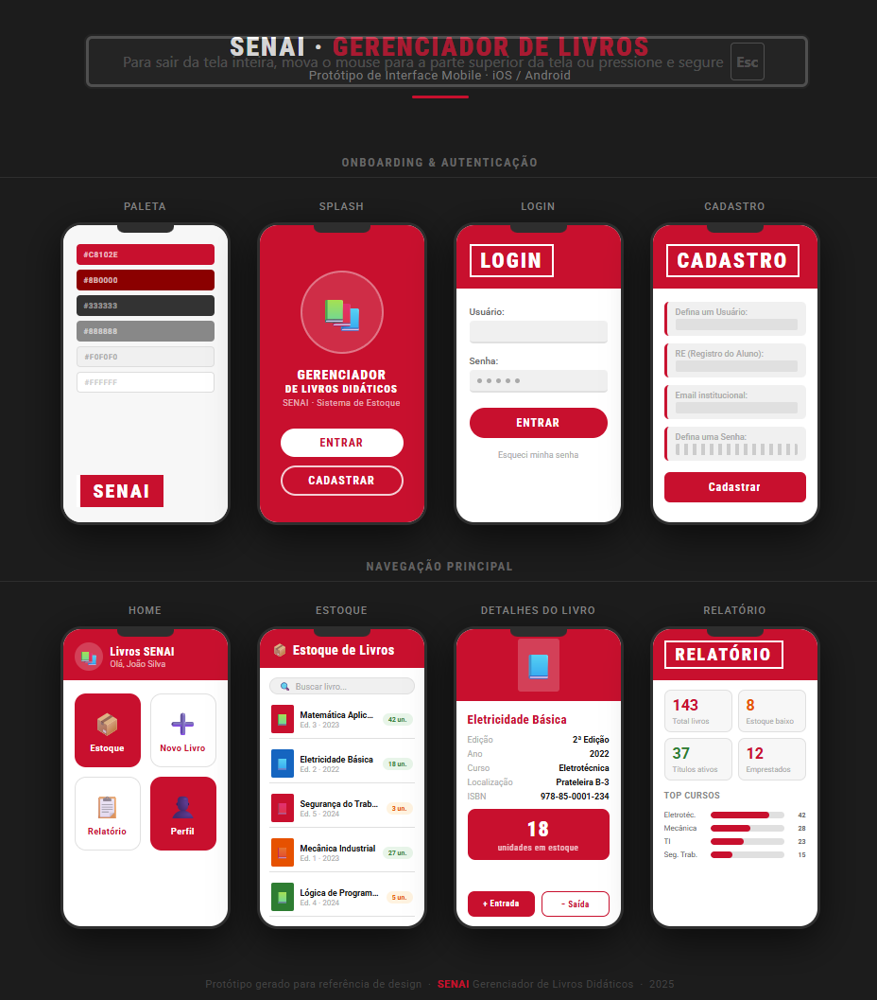 SENAI · GERENCIADOR DE LIVROS
Para sair da tela inteira, mova o mouse para a parte superior da tela ou pressione e segure Esc
Protótipo de Interface Mobile · iOS / Android
ONBOARDING & AUTENTICAÇÃO
PALETA
#C8102E
#8B0000
#333333
#888888
#F0F0F0
#FFFFFF
SENAI
SPLASH
GERENCIADOR
DE LIVROS DIDÁTICOS
SENAI · Sistema de Estoque
ENTRAR
CADASTRAR
LOGIN
LOGIN
Usuário:
Senha:
ENTRAR
Esqueci minha senha
CADASTRO
CADASTRO
Defina um Usuário:
RE (Registro do Aluno):
Email institucional:
Defina uma Senha:
Cadastrar
NAVEGAÇÃO PRINCIPAL
HOME
Livros SENAI
Olá, João Silva
Estoque
Novo Livro
Relatório
Perfil
ESTOQUE
Estoque de Livros
Buscar livro...
Matemática Aplic...
Ed. 3 · 2023
42 un.
Eletricidade Básica
Ed. 2 · 2022
18 un.
Segurança do Trab...
Ed. 5 · 2024
3 un.
Mecânica Industrial
Ed. 1 · 2023
27 un.
Lógica de Program...
Ed. 4 · 2024
5 un.
DETALHES DO LIVRO
Eletricidade Básica
Edição 2ª Edição
Ano 2022
Curso Eletrotécnica
Localização Prateleira B-3
ISBN 978-85-0001-234
18
unidades em estoque
+ Entrada
− Saída
RELATÓRIO
RELATÓRIO
143
Total livros
8
Estoque baixo
37
Títulos ativos
12
Emprestados
TOP CURSOS
Eletrotéc. 42
Mecânica 28
TI 23
Seg. Trab. 15
Protótipo gerado para referência de design · SENAI Gerenciador de Livros Didáticos · 2025